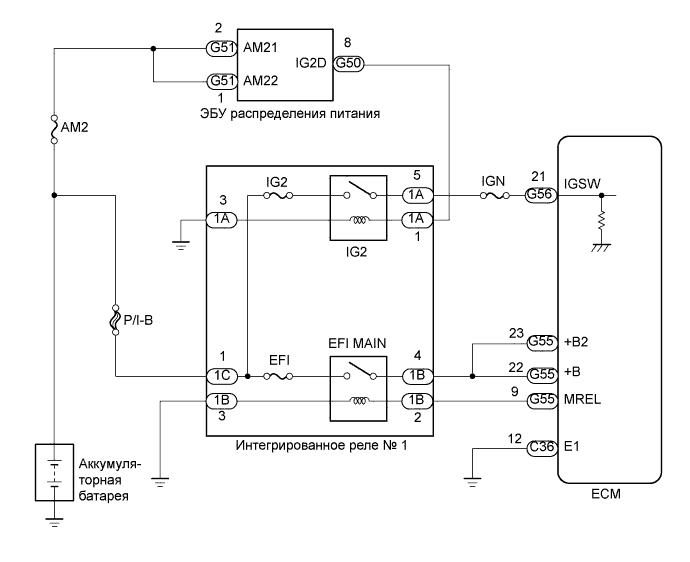 2
G51 AM21
8
IG2D G50
G51 AM22
1
ЭБУ распределения питания
AM2
5
IG2
IGN
21
3
1A
G56 IGSW
1A
1A
IG2
1
P/I-B
23
EFI MAIN
G55 +B2
1
EFI
4
22
1C
1B
G55 +B
9
1B
1B
G55 MREL
3
2
12
Интегрированное реле № 1
C36 E1
Аккумуля-
торная
батарея
ECM